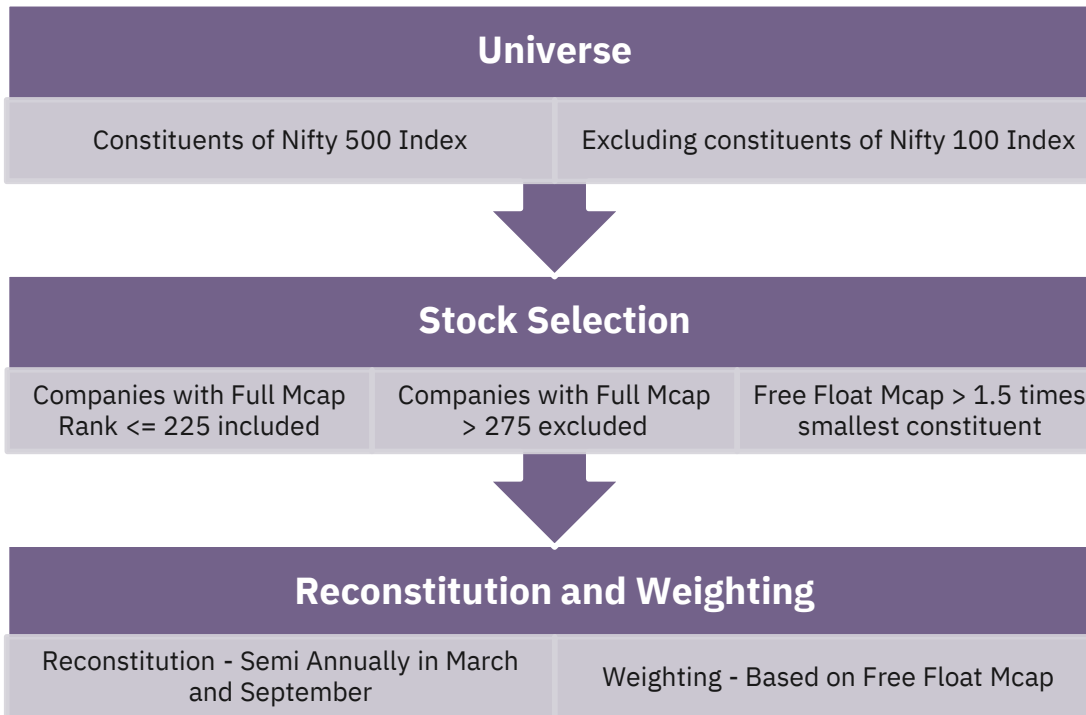 Universe
Constituents of Nifty 500 Index
Excluding constituents of Nifty 100 Index
Stock Selection
Companies with Full Mcap
Rank <= 225 included
Companies with Full Mcap
> 275 excluded
Free Float Mcap > 1.5 times
smallest constituent
Reconstitution and Weighting
Reconstitution - Semi Annually in March
and September
Weighting - Based on Free Float Mcap